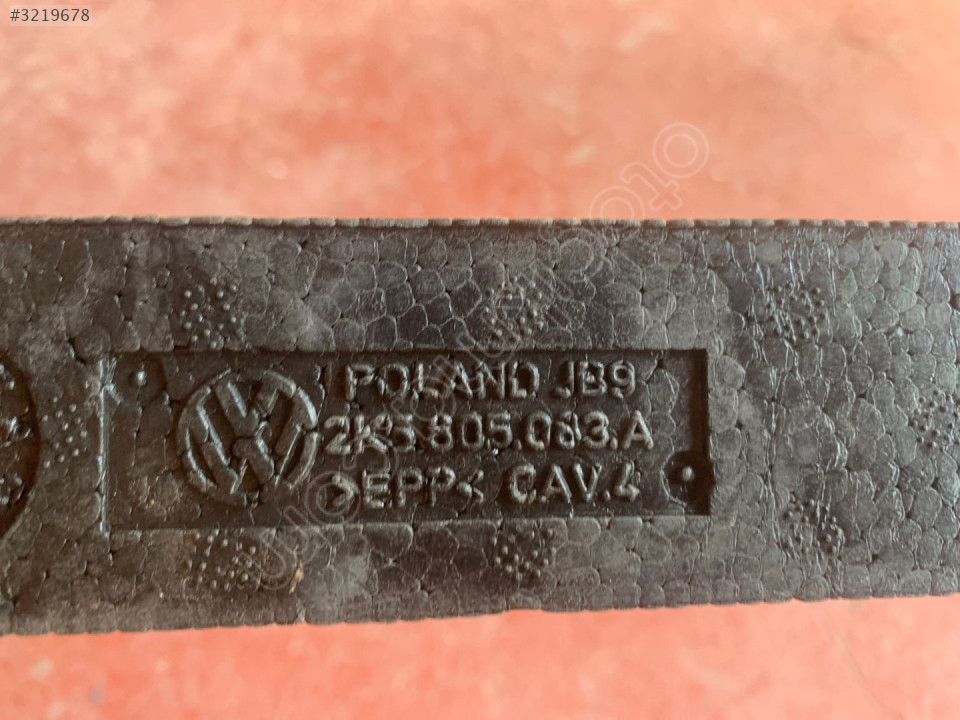 #3219678
POLAND JB9
2K5.805.083.A
>EPP< CAV.4